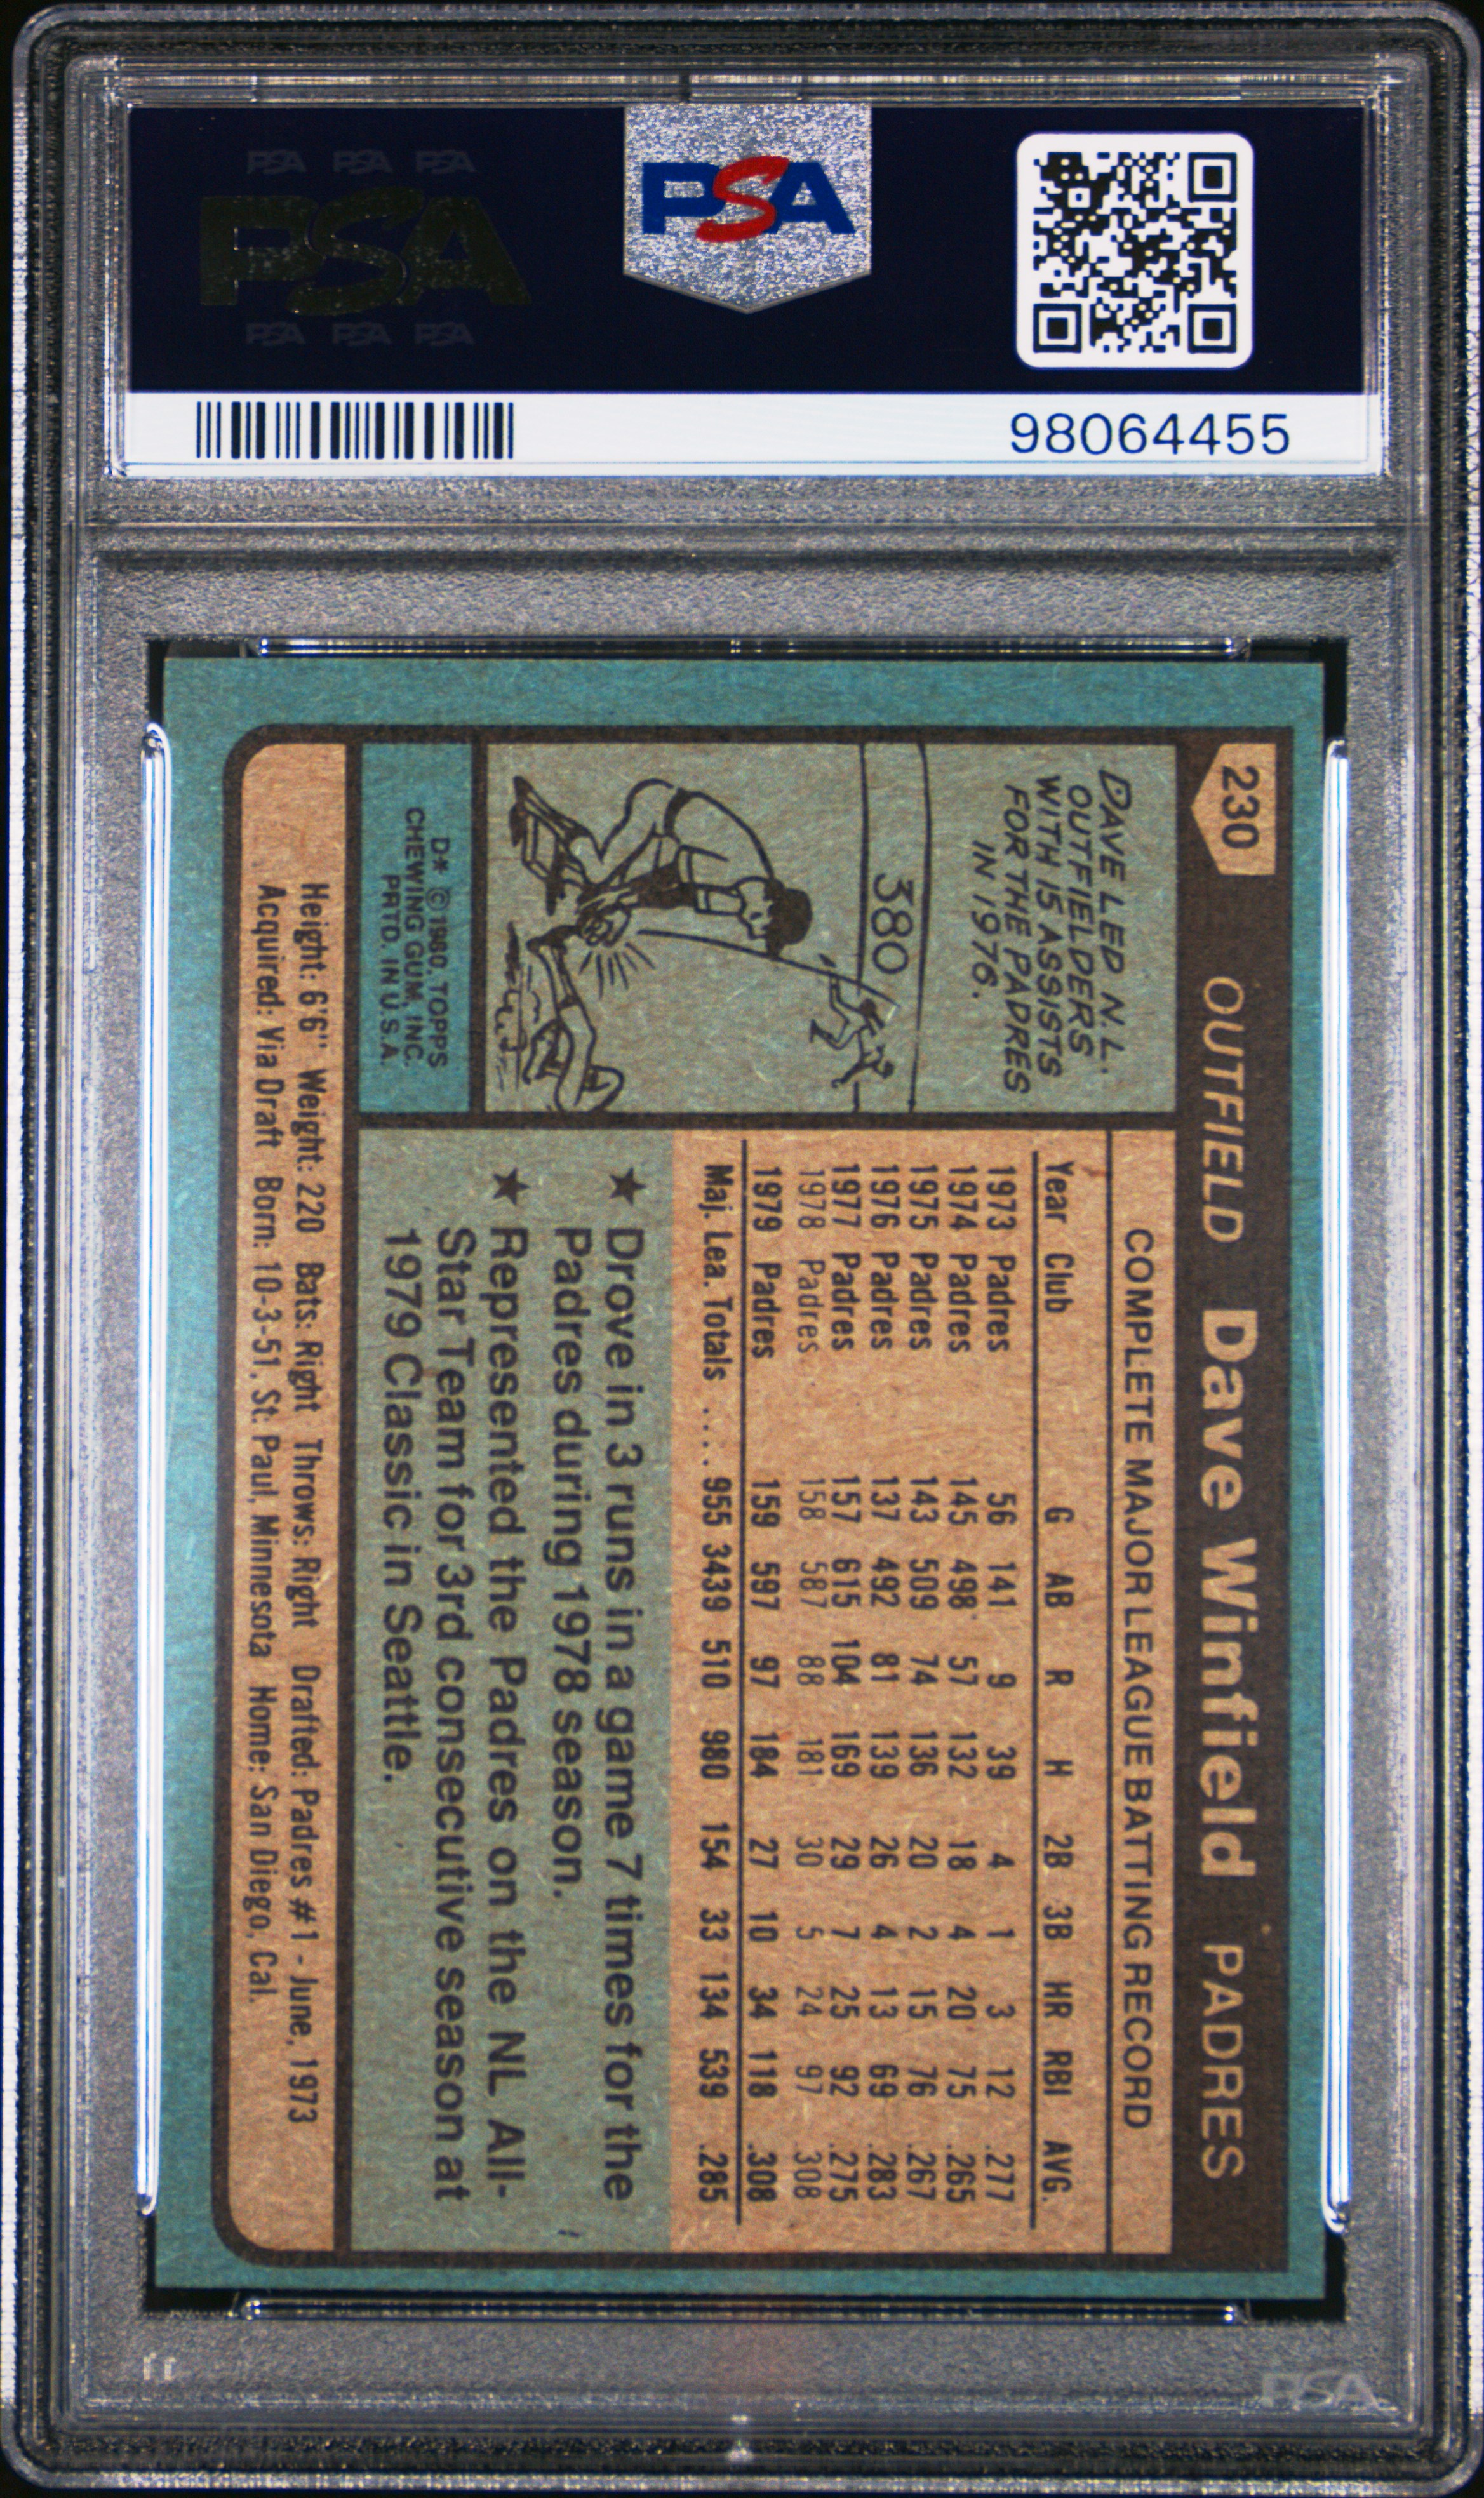 PSA PSA PSA
PSA
PSA PSA PSA
PSA
98064455
230 OUTFIELD Dave Winfield PADRES
DAVE LED N.L.
OUTFIELDERS
WITH 15 ASSISTS
FOR THE PADRES
IN 1976.
380
D* © 1980, TOPPS
CHEWING GUM, INC.
PRTD. IN U.S.A.
COMPLETE MAJOR LEAGUE BATTING RECORD
Year Club G AB R H 2B 3B HR RBI AVG.
1973 Padres 56 141 9 39 4 1 3 12 .277
1974 Padres 145 498 57 132 18 4 20 75 .265
1975 Padres 143 509 74 136 20 2 15 76 .267
1976 Padres 137 492 81 139 26 4 13 69 .283
1977 Padres 157 615 104 169 29 7 25 92 .275
1978 Padres 158 587 88 181 30 5 24 97 .308
1979 Padres 159 597 97 184 27 10 34 118 .308
Maj. Lea. Totals .... 955 3439 510 980 154 33 134 539 .285
★ Drove in 3 runs in a game 7 times for the
Padres during 1978 season.
★ Represented the Padres on the NL All-
Star Team for 3rd consecutive season at
1979 Classic in Seattle.
Height: 6'6" Weight: 220 Bats: Right Throws: Right Drafted: Padres #1 - June, 1973
Acquired: Via Draft Born: 10-3-51, St. Paul, Minnesota Home: San Diego, Cal.
PSA